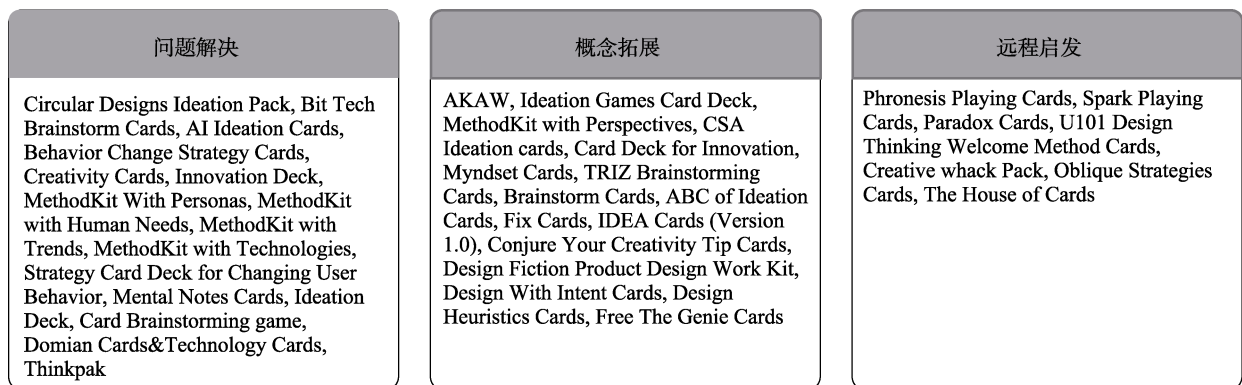 问题解决
Circular Designs Ideation Pack, Bit Tech
Brainstorm Cards, AI Ideation Cards,
Behavior Change Strategy Cards,
Creativity Cards, Innovation Deck,
MethodKit With Personas, MethodKit
with Human Needs, MethodKit with
Trends, MethodKit with Technologies,
Strategy Card Deck for Changing User
Behavior, Mental Notes Cards, Ideation
Deck, Card Brainstorming game,
Domian Cards&Technology Cards,
Thinkpak
概念拓展
AKAW, Ideation Games Card Deck,
MethodKit with Perspectives, CSA
Ideation cards, Card Deck for Innovation,
Myndset Cards, TRIZ Brainstorming
Cards, Brainstorm Cards, ABC of Ideation
Cards, Fix Cards, IDEA Cards (Version
1.0), Conjure Your Creativity Tip Cards,
Design Fiction Product Design Work Kit,
Design With Intent Cards, Design
Heuristics Cards, Free The Genie Cards
远程启发
Phronesis Playing Cards, Spark Playing
Cards, Paradox Cards, U101 Design
Thinking Welcome Method Cards,
Creative whack Pack, Oblique Strategies
Cards, The House of Cards